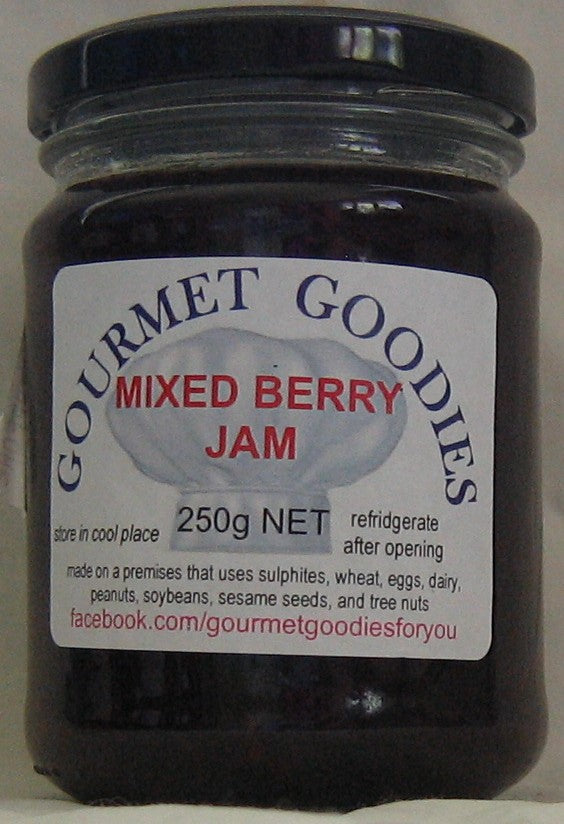 GOURMET GOODIES
MIXED BERRY
JAM
store in cool place
250g NET
refridgerate
after opening
made on a premises that uses sulphites, wheat, eggs, dairy,
peanuts, soybeans, sesame seeds, and tree nuts
facebook.com/gourmetgoodiesforyou